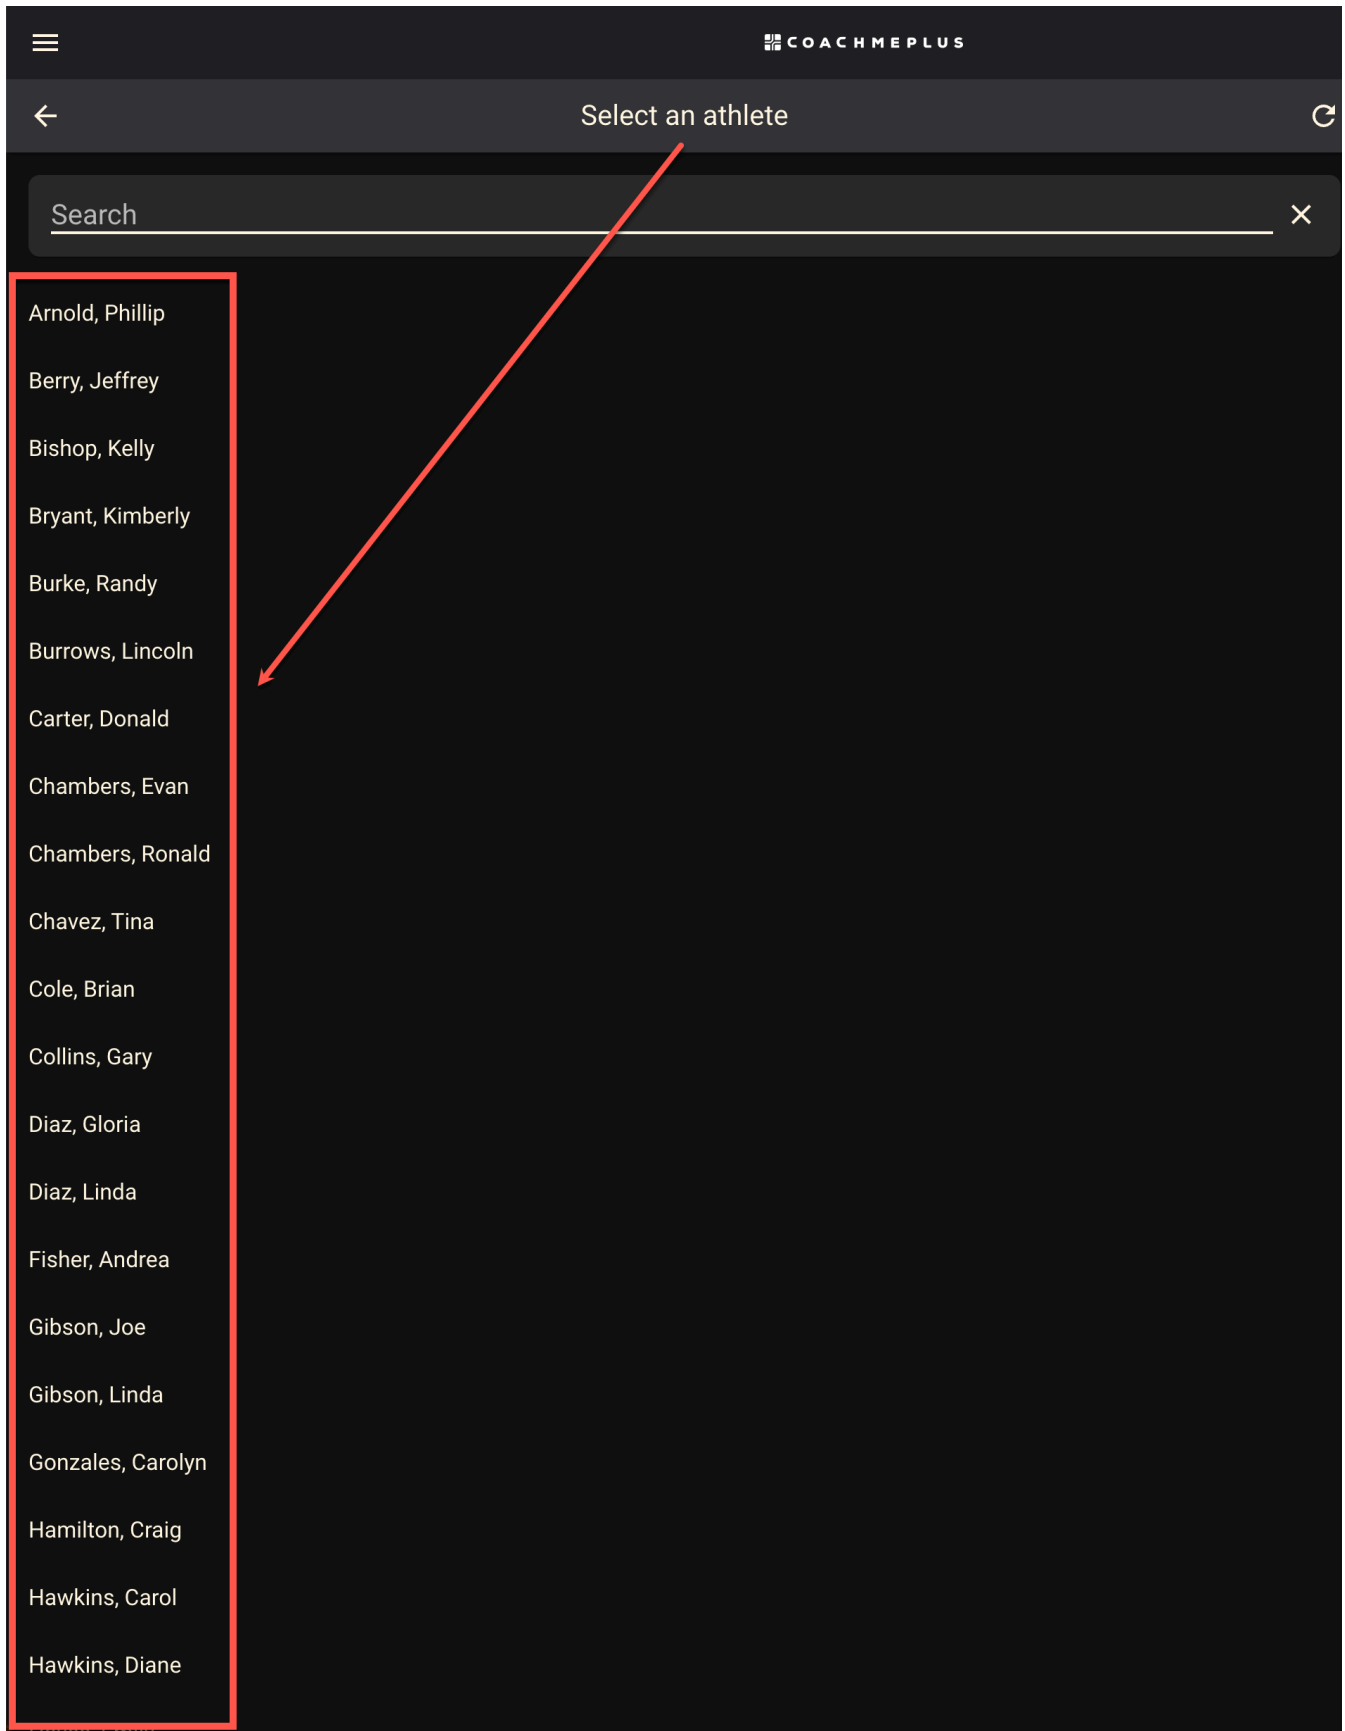 COACHMEPLUS
Select an athlete
Search
Arnold, Phillip
Berry, Jeffrey
Bishop, Kelly
Bryant, Kimberly
Burke, Randy
Burrows, Lincoln
Carter, Donald
Chambers, Evan
Chambers, Ronald
Chavez, Tina
Cole, Brian
Collins, Gary
Diaz, Gloria
Diaz, Linda
Fisher, Andrea
Gibson, Joe
Gibson, Linda
Gonzales, Carolyn
Hamilton, Craig
Hawkins, Carol
Hawkins, Diane